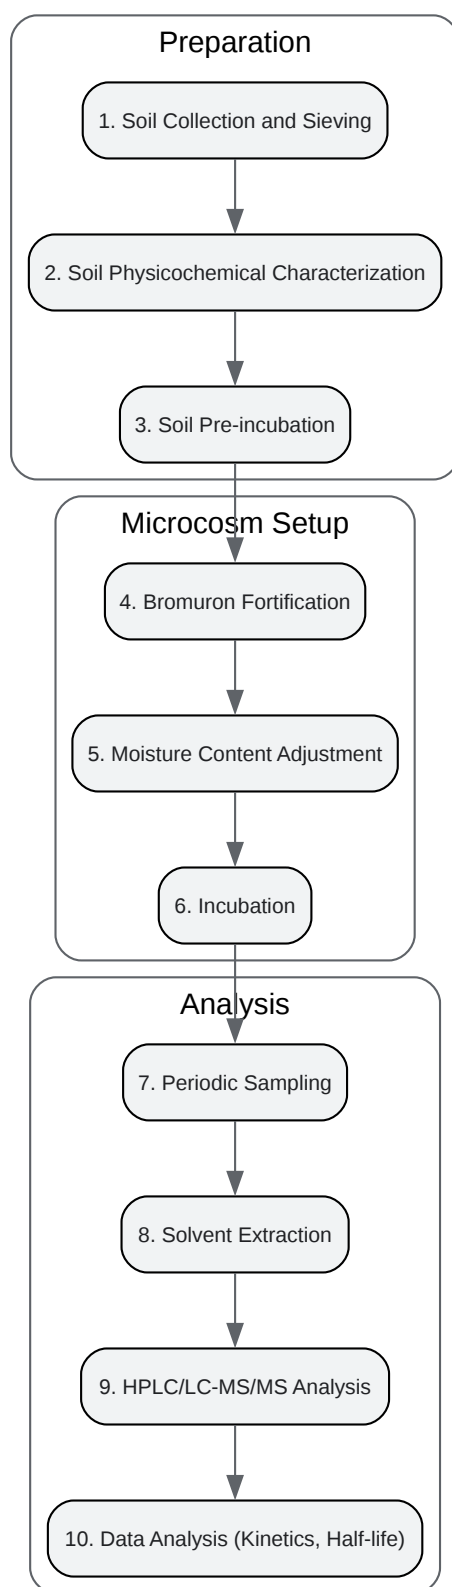 Preparation
1. Soil Collection and Sieving
2. Soil Physicochemical Characterization
3. Soil Pre-incubation
Microcosm Setup
4. Bromuron Fortification
5. Moisture Content Adjustment
6. Incubation
Analysis
7. Periodic Sampling
8. Solvent Extraction
9. HPLC/LC-MS/MS Analysis
10. Data Analysis (Kinetics, Half-life)